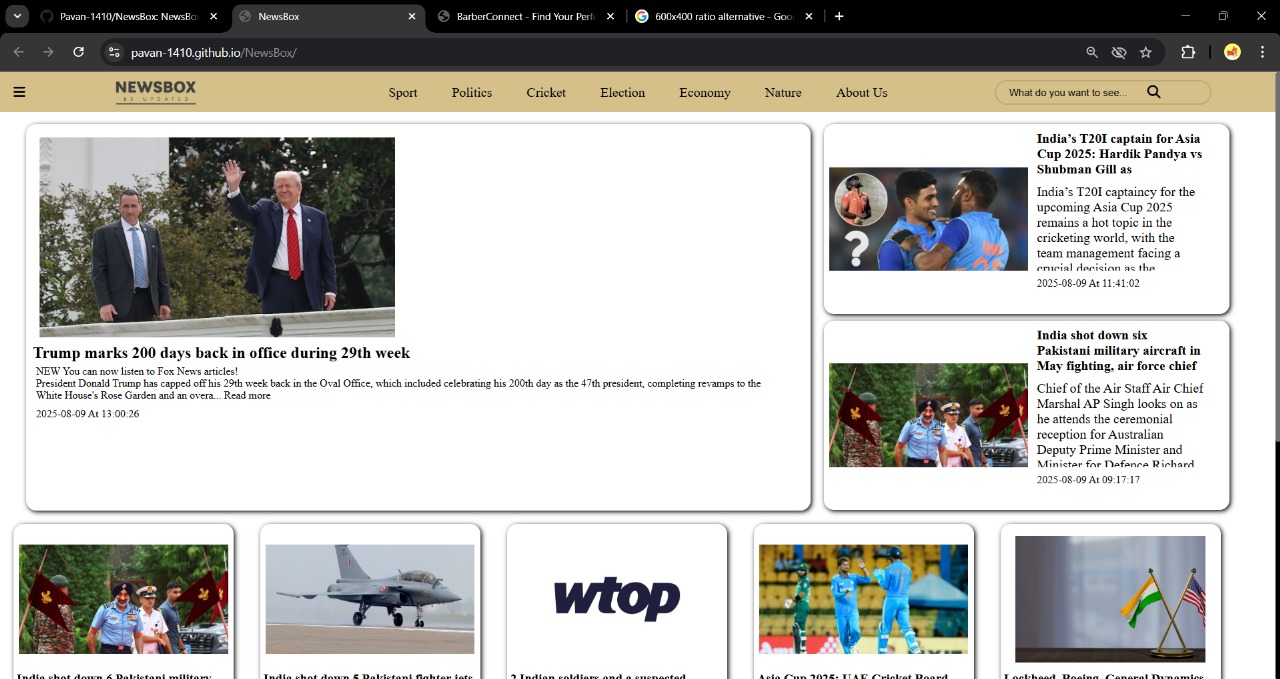 Pavan-1410/NewsBox: NewsBo
NewsBox
BarberConnect - Find Your Perf
600x400 ratio alternative - Goo
pavan-1410.github.io/NewsBox/
NEWSBOX
BE UPDATED
Sport
Politics
Cricket
Election
Economy
Nature
About Us
What do you want to see...
Trump marks 200 days back in office during 29th week
NEW You can now listen to Fox News articles!
President Donald Trump has capped off his 29th week back in the Oval Office, which included celebrating his 200th day as the 47th president, completing revamps to the
White House's Rose Garden and an overa... Read more
2025-08-09 At 13:00:26
India’s T20I captain for Asia
Cup 2025: Hardik Pandya vs
Shubman Gill as
India’s T20I captaincy for the
upcoming Asia Cup 2025
remains a hot topic in the
cricketing world, with the
team management facing a
crucial decision as the
2025-08-09 At 11:41:02
?
India shot down six
Pakistani military aircraft in
May fighting, air force chief
Chief of the Air Staff Air Chief
Marshal AP Singh looks on as
he attends the ceremonial
reception for Australian
Deputy Prime Minister and
Minister for Defence Richard
2025-08-09 At 09:17:17
wtop
India shot down 6 Pakistani military
India shot down 5 Pakistani fighter jets
2 Indian soldiers and a suspected
Asia Cup 2025: UAE Cricket Board
Lockheed, Boeing, General Dynamics